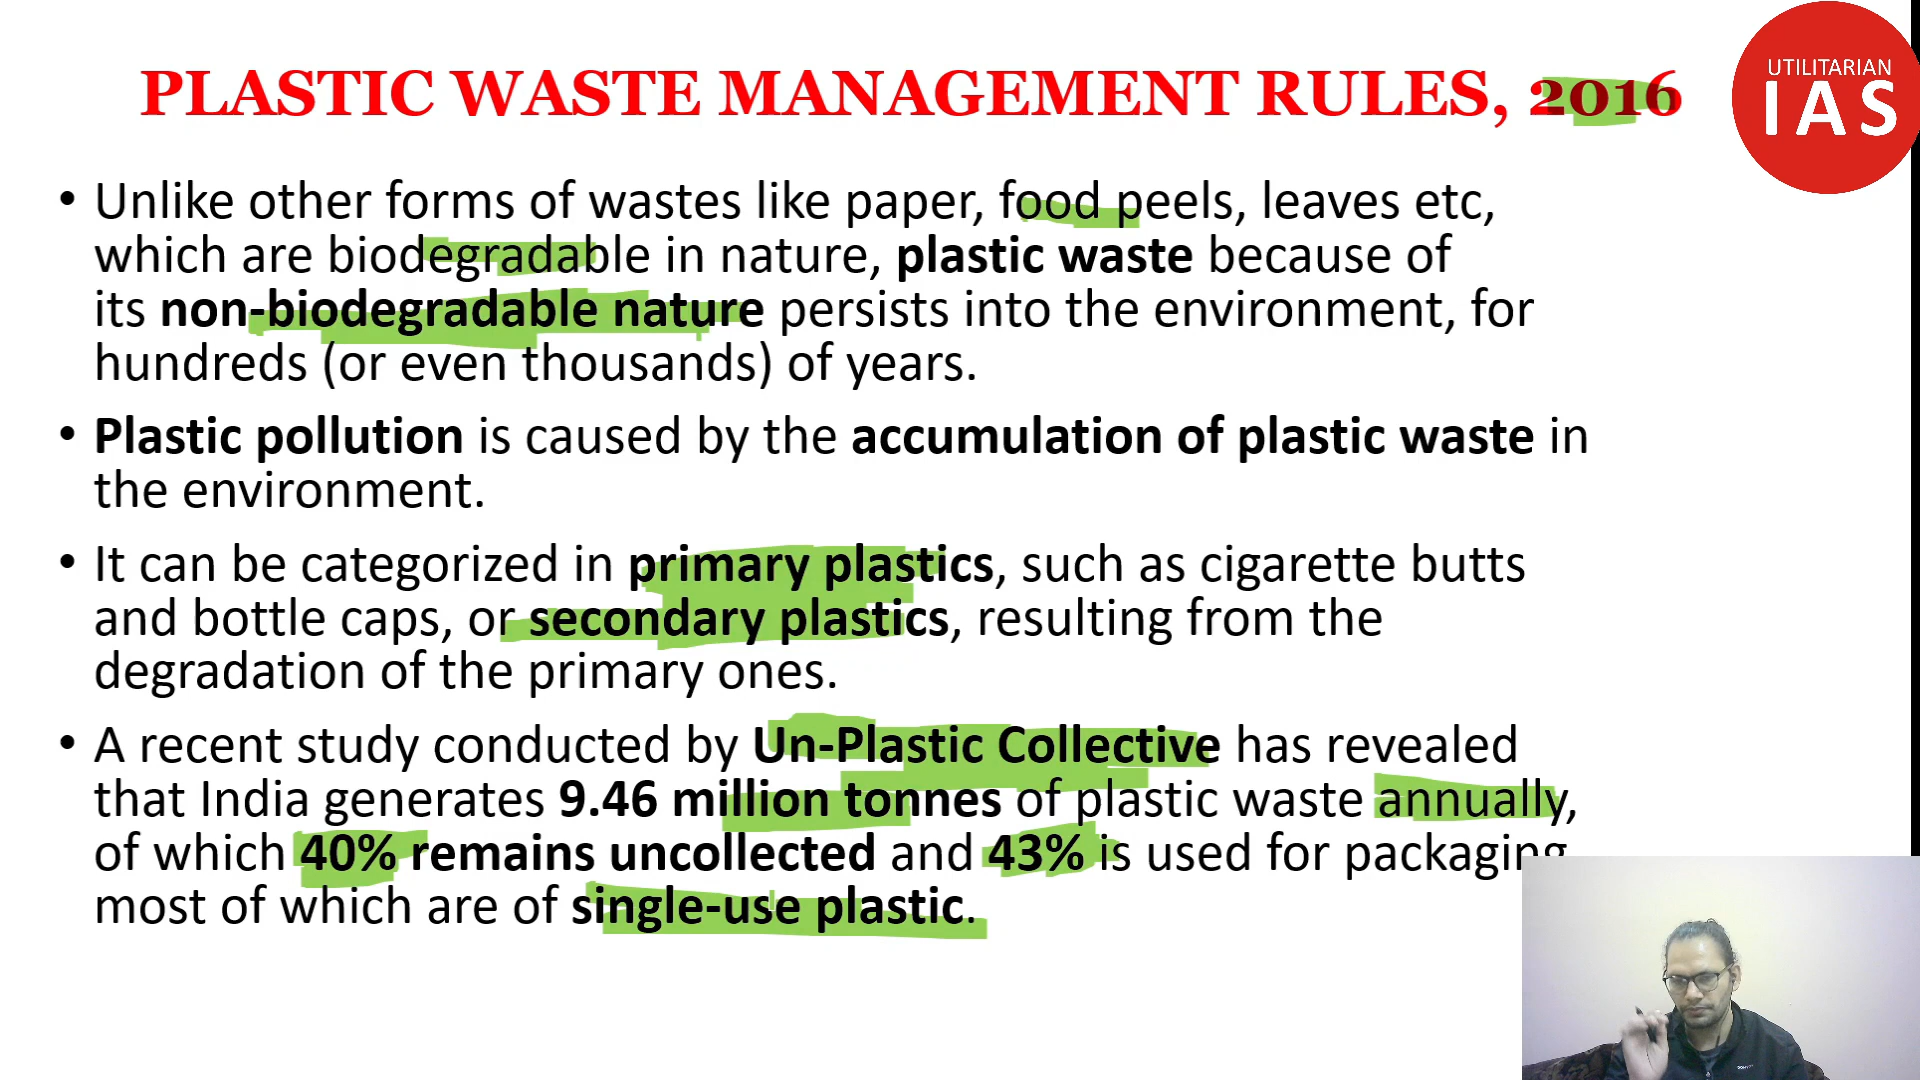 PLASTIC WASTE MANAGEMENT RULES, 2016
UTILITARIAN
IAS
• Unlike other forms of wastes like paper, food peels, leaves etc,
which are biodegradable in nature, plastic waste because of
its non-biodegradable nature persists into the environment, for
hundreds (or even thousands) of years.
• Plastic pollution is caused by the accumulation of plastic waste in
the environment.
• It can be categorized in primary plastics, such as cigarette butts
and bottle caps, or secondary plastics, resulting from the
degradation of the primary ones.
• A recent study conducted by Un-Plastic Collective has revealed
that India generates 9.46 million tonnes of plastic waste annually,
of which 40% remains uncollected and 43% is used for packaging
most of which are of single-use plastic.